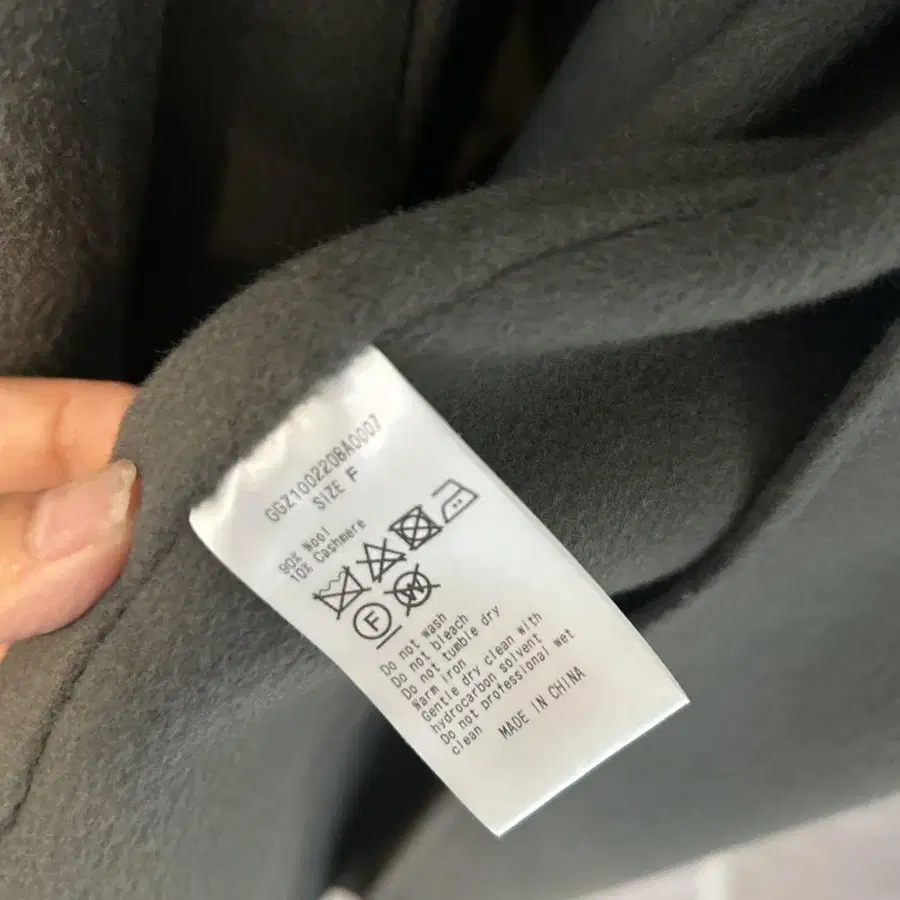 GGZ100220BA0007
SIZE F
90% Wool
10% Cashmere
F
W
Do not wash
Do not bleach
Do not tumble dry
Warm iron
Gentle dry clean with
hydrocarbon solvent
Do not professional wet
clean
MADE IN CHINA